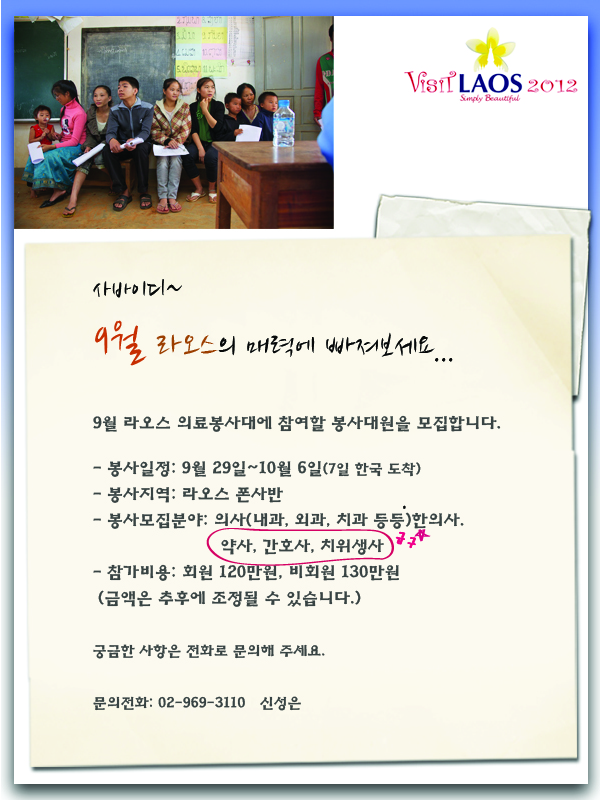 Visit LAOS 2012
Simply Beautiful
사바이디~
9월 라오스의 매력에 빠져보세요...
9월 라오스 의료봉사대에 참여할 봉사대원을 모집합니다.
- 봉사일정: 9월 29일~10월 6일(7일 한국 도착)
- 봉사지역: 라오스 폰사반
- 봉사모집분야: 의사(내과, 외과, 치과 등등)한의사.
약사, 간호사, 치위생사
- 참가비용: 회원 120만원, 비회원 130만원
(금액은 추후에 조정될 수 있습니다.)
궁금한 사항은 전화로 문의해 주세요.
문의전화: 02-969-3110 신성은